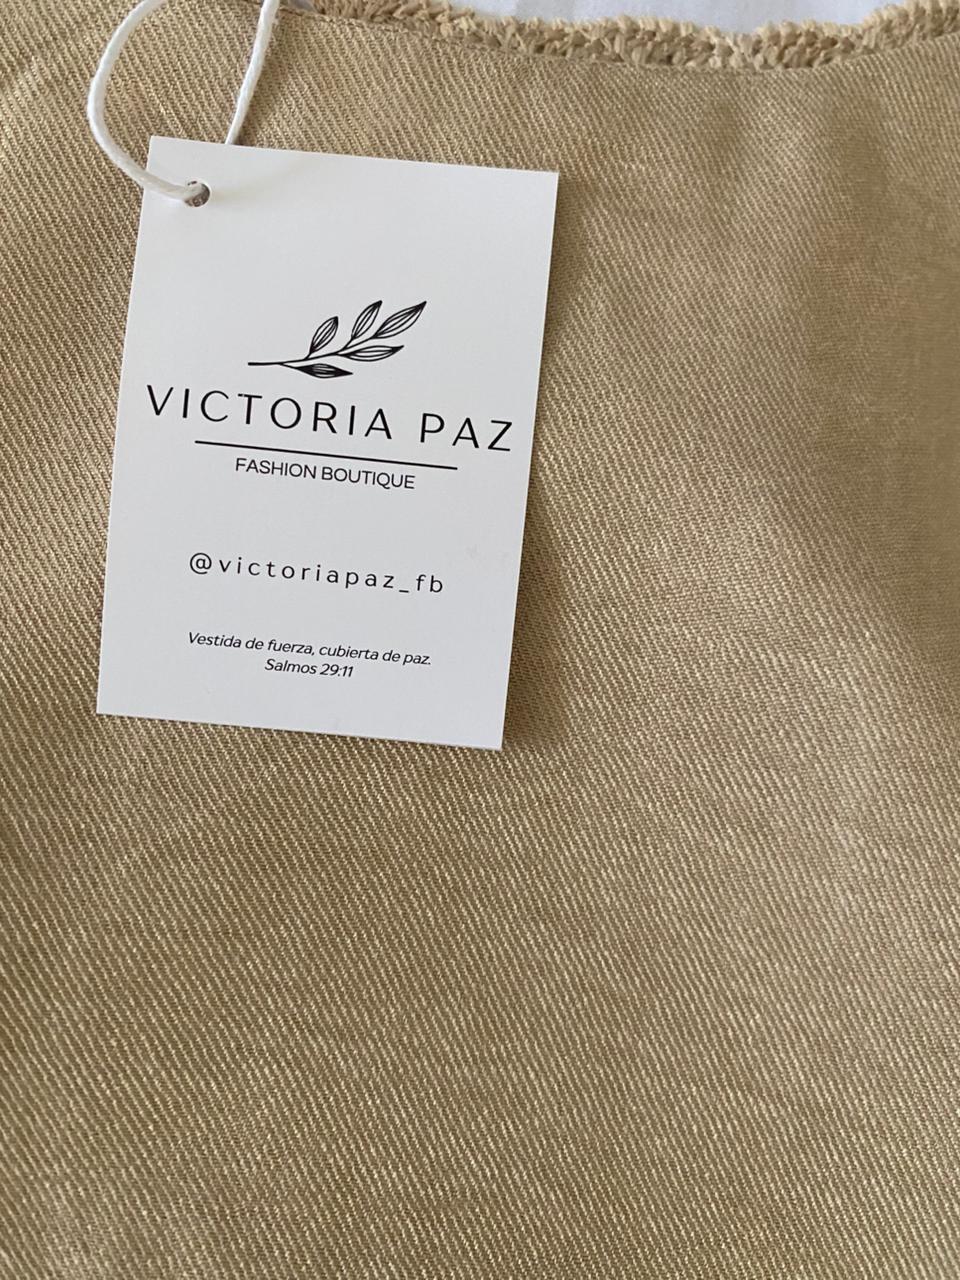 VICTORIA PAZ
FASHION BOUTIQUE
@victoriapaz_fb
Vestida de fuerza, cubierta de paz.
Salmos 29:11